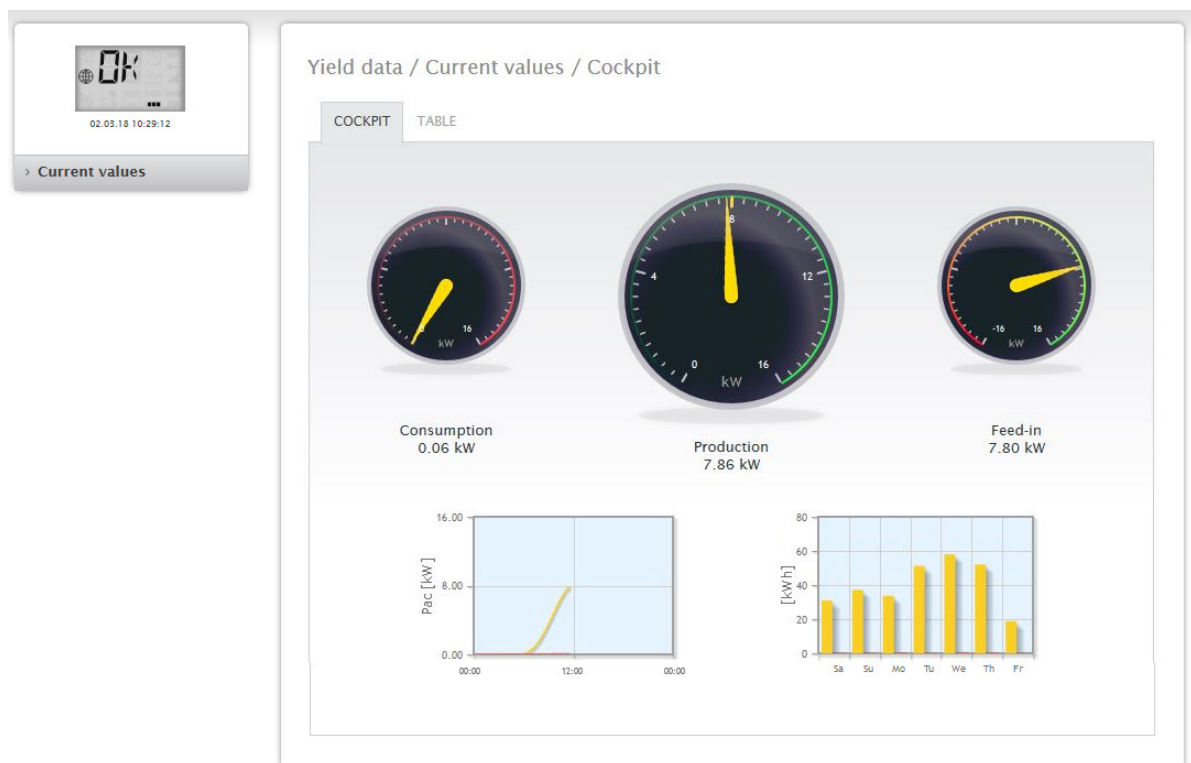 OK
02.03.18 10:29:12
› Current values
Yield data / Current values / Cockpit
COCKPIT TABLE
0 16
kW
Consumption
0.06 kW
4 8 12
0 16
kW
Production
7.86 kW
-16 16
kW
Feed-in
7.80 kW
Pac [kW]
16.00
8.00
0.00
00:00 12:00 00:00
[kWh]
80
60
40
20
0
Sa Su Mo Tu We Th Fr